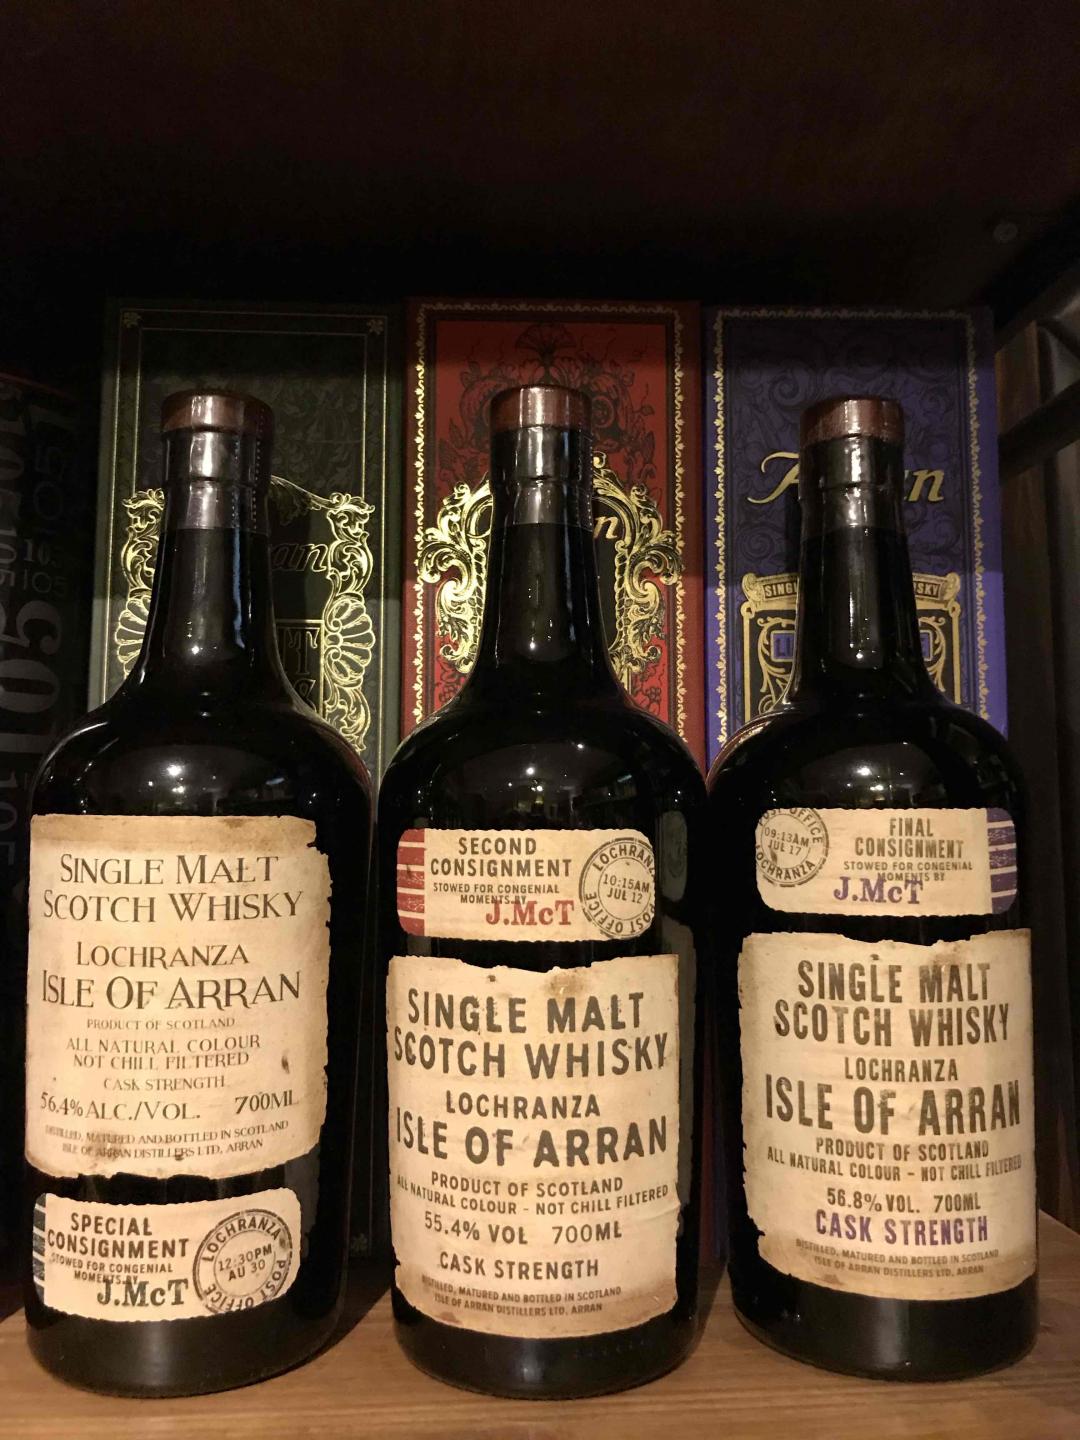 SINGLE MALT
SCOTCH WHISKY
LOCHRANZA
ISLE OF ARRAN
PRODUCT OF SCOTLAND
ALL NATURAL COLOUR
NOT CHILL FILTERED
CASK STRENGTH
56.4% ALC./VOL. 700ML
DISTILLED, MATURED AND BOTTLED IN SCOTLAND
ISLE OF ARRAN DISTILLERS LTD, ARRAN
SPECIAL
CONSIGNMENT
STOWED FOR CONGENIAL
MOMENTS BY
J.McT
LOCHRANZA
12:30PM
AU 30
POST OFFICE
SECOND
CONSIGNMENT
STOWED FOR CONGENIAL
MOMENTS BY
J.McT
LOCHRANZA
10:15AM
JUL 12
POST OFFICE
SINGLE MALT
SCOTCH WHISKY
LOCHRANZA
ISLE OF ARRAN
PRODUCT OF SCOTLAND
ALL NATURAL COLOUR - NOT CHILL FILTERED
55.4% VOL 700ML
CASK STRENGTH
DISTILLED, MATURED AND BOTTLED IN SCOTLAND
ISLE OF ARRAN DISTILLERS LTD, ARRAN
POST OFFICE
09:13AM
JUL 17
LOCHRANZA
FINAL
CONSIGNMENT
STOWED FOR CONGENIAL
MOMENTS BY
J.McT
SINGLE MALT
SCOTCH WHISKY
LOCHRANZA
ISLE OF ARRAN
PRODUCT OF SCOTLAND
ALL NATURAL COLOUR - NOT CHILL FILTERED
56.8% VOL. 700ML
CASK STRENGTH
DISTILLED, MATURED AND BOTTLED IN SCOTLAND
ISLE OF ARRAN DISTILLERS LTD, ARRAN
105
105